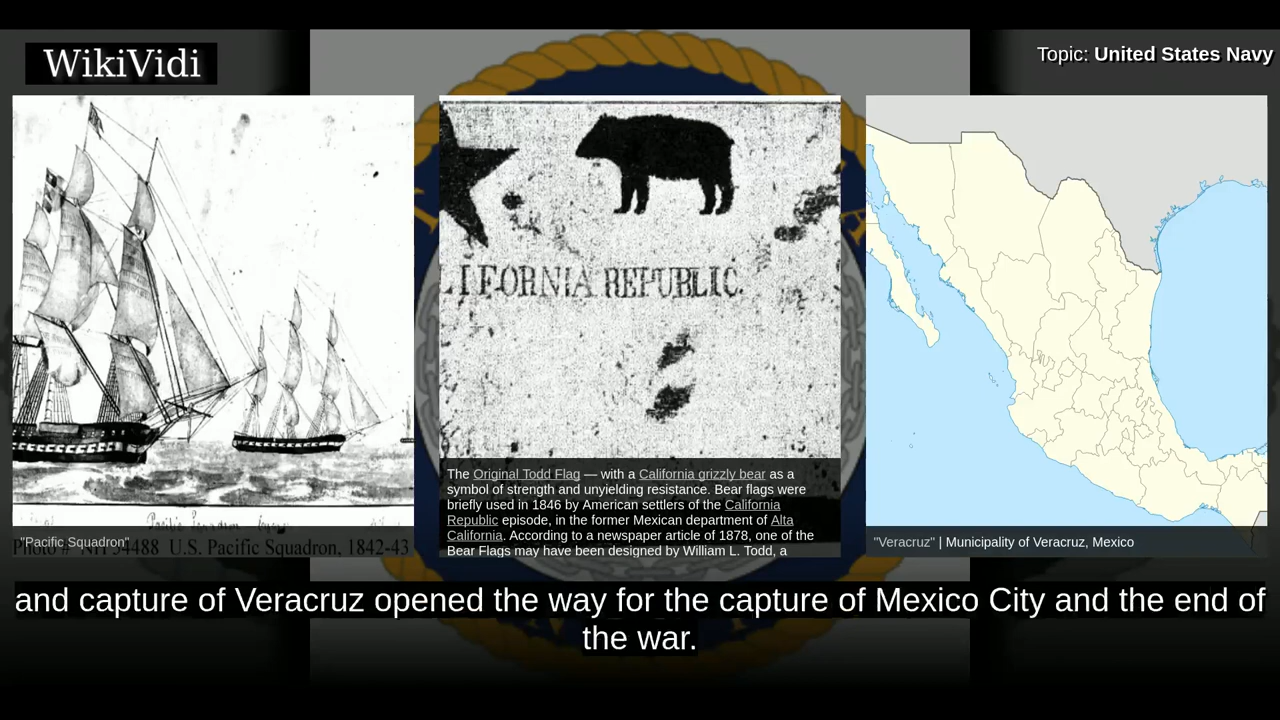 WikiVidi
Topic: United States Navy
LIFORNIA REPUBLIC.
"Pacific Squadron"
Photo # NH 54488 U.S. Pacific Squadron, 1842-43
The Original Todd Flag — with a California grizzly bear as a
symbol of strength and unyielding resistance. Bear flags were
briefly used in 1846 by American settlers of the California
Republic episode, in the former Mexican department of Alta
California. According to a newspaper article of 1878, one of the
Bear Flags may have been designed by William L. Todd, a
"Veracruz" | Municipality of Veracruz, Mexico
and capture of Veracruz opened the way for the capture of Mexico City and the end of
the war.